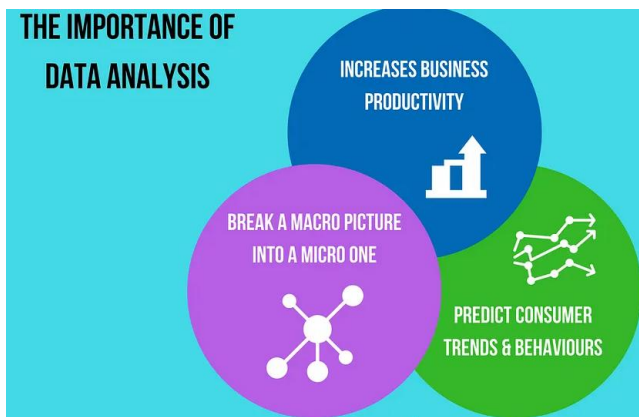 THE IMPORTANCE OF
DATA ANALYSIS
INCREASES BUSINESS
PRODUCTIVITY
BREAK A MACRO PICTURE
INTO A MICRO ONE
PREDICT CONSUMER
TRENDS & BEHAVIOURS